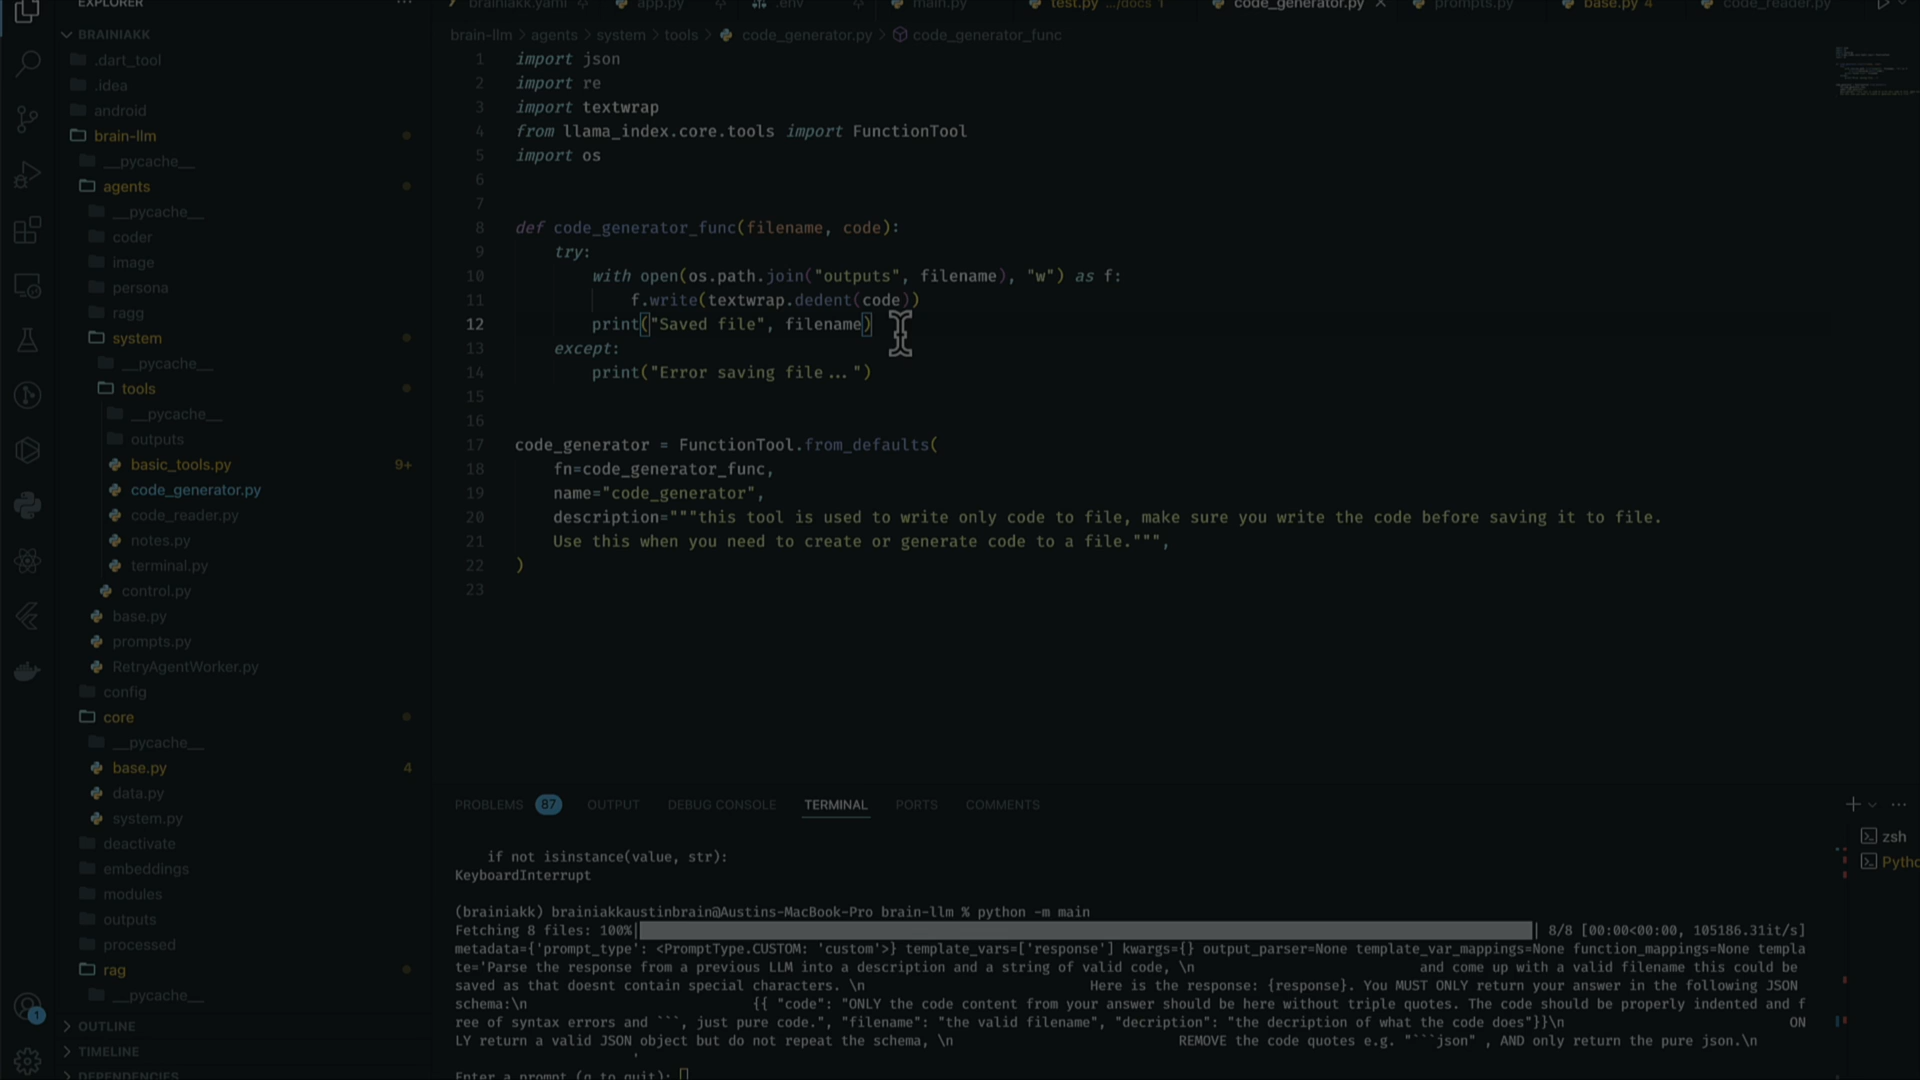 EXPLORER
BRAINIAKK
.dart_tool
.idea
android
brain-llm
__pycache__
agents
__pycache__
coder
image
persona
ragg
system
__pycache__
tools
__pycache__
outputs
basic_tools.py 9+
code_generator.py
code_reader.py
notes.py
terminal.py
control.py
base.py
prompts.py
RetryAgentWorker.py
config
core
__pycache__
base.py 4
data.py
system.py
deactivate
embeddings
modules
outputs
processed
rag
__pycache__
OUTLINE
TIMELINE
DEPENDENCIES
1
brainiakk.yaml app.py .env main.py test.py .../docs 1 code_generator.py prompts.py base.py 4 code_reader.py
brain-llm > agents > system > tools > code_generator.py > code_generator_func
1 import json
2 import re
3 import textwrap
4 from llama_index.core.tools import FunctionTool
5 import os
6
7
8 def code_generator_func(filename, code):
9 try:
10 with open(os.path.join("outputs", filename), "w") as f:
11 f.write(textwrap.dedent(code))
12 print("Saved file", filename)
13 except:
14 print("Error saving file...")
15
16
17 code_generator = FunctionTool.from_defaults(
18 fn=code_generator_func,
19 name="code_generator",
20 description="""this tool is used to write only code to file, make sure you write the code before saving it to file.
21 Use this when you need to create or generate code to a file.""",
22 )
23
PROBLEMS 87 OUTPUT DEBUG CONSOLE TERMINAL PORTS COMMENTS
if not isinstance(value, str):
KeyboardInterrupt
(brainiakk) brainiakkaustinbrain@Austins-MacBook-Pro brain-llm % python -m main
Fetching 8 files: 100%| | 8/8 [00:00<00:00, 105186.31it/s]
metadata={'prompt_type': <PromptType.CUSTOM: 'custom'>} template_vars=['response'] kwargs={} output_parser=None template_var_mappings=None function_mappings=None templa
te='Parse the response from a previous LLM into a description and a string of valid code, \n and come up with a valid filename this could be
saved as that doesnt contain special characters. \n Here is the response: {response}. You MUST ONLY return your answer in the following JSON
schema:\n {{ "code": "ONLY the code content from your answer should be here without triple quotes. The code should be properly indented and f
ree of syntax errors and ```, just pure code.", "filename": "the valid filename", "decription": "the decription of what the code does"}}\n ON
LY return a valid JSON object but do not repeat the schema, \n REMOVE the code quotes e.g. "```json" , AND only return the pure json.\n
'
Enter a prompt (q to quit):
zsh
Pytho